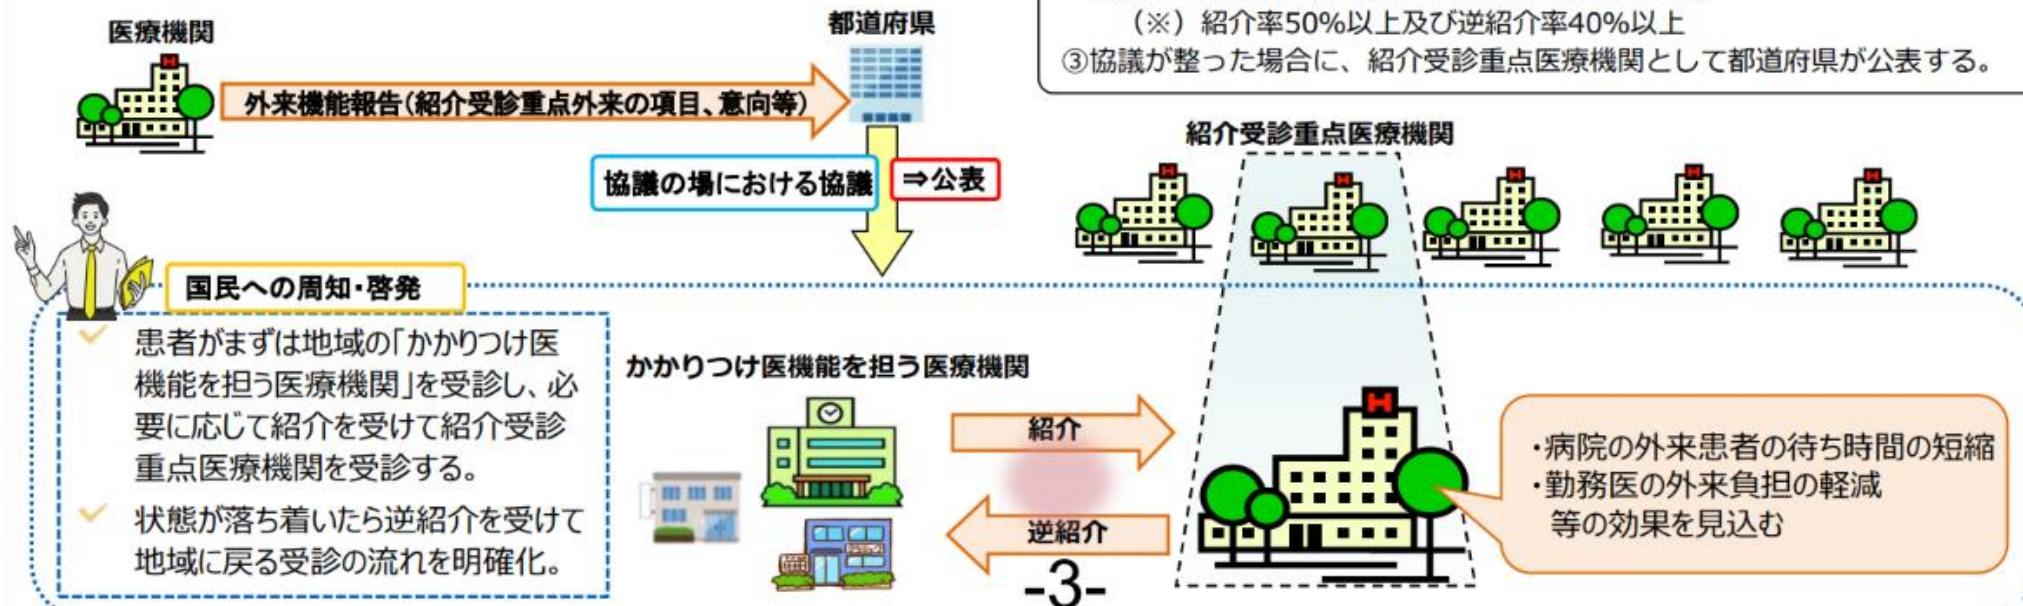 （※）紹介率50%以上及び逆紹介率40%以上
③協議が整った場合に、紹介受診重点医療機関として都道府県が公表する。
医療機関
都道府県
外来機能報告（紹介受診重点外来の項目、意向等）
協議の場における協議
⇒公表
紹介受診重点医療機関
国民への周知・啓発
患者がまずは地域の「かかりつけ医
機能を担う医療機関」を受診し、必
要に応じて紹介を受けて紹介受診
重点医療機関を受診する。
状態が落ち着いたら逆紹介を受けて
地域に戻る受診の流れを明確化。
かかりつけ医機能を担う医療機関
紹介
逆紹介
・病院の外来患者の待ち時間の短縮
・勤務医の外来負担の軽減
等の効果を見込む
-3-